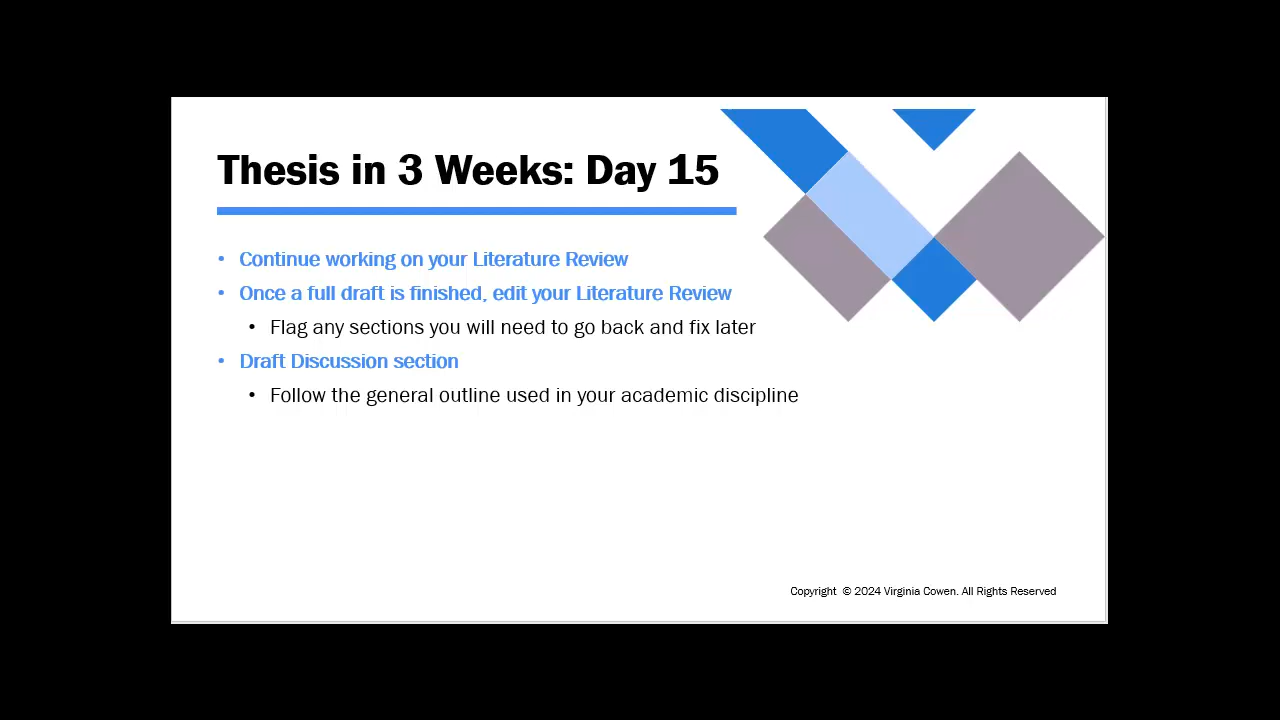 Thesis in 3 Weeks: Day 15
• Continue working on your Literature Review
• Once a full draft is finished, edit your Literature Review
• Flag any sections you will need to go back and fix later
• Draft Discussion section
• Follow the general outline used in your academic discipline
Copyright © 2024 Virginia Cowen. All Rights Reserved